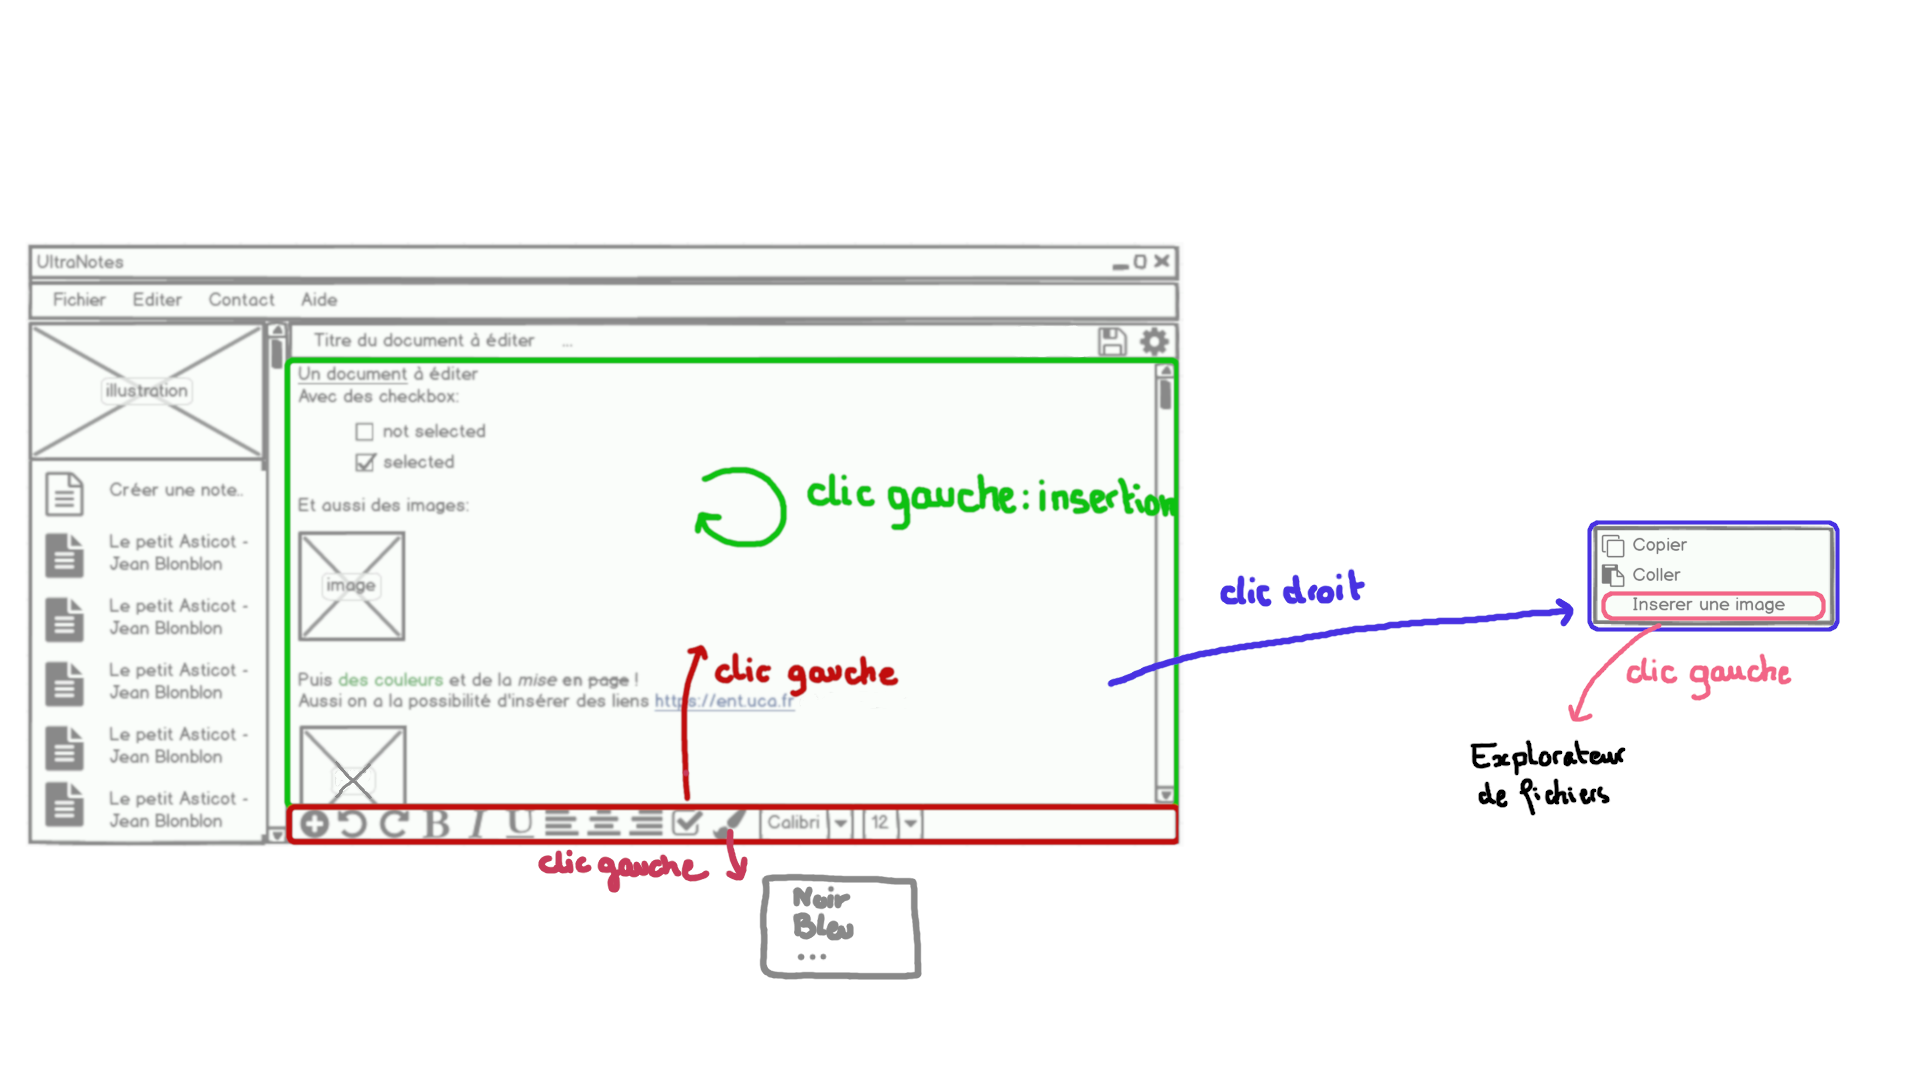 UltraNotes
Fichier Editer Contact Aide
illustration
Titre du document à éditer ...
Un document à éditer
Avec des checkbox:
not selected
selected
Et aussi des images:
image
Puis des couleurs et de la mise en page !
Aussi on a la possibilité d'insérer des liens https://ent.uca.fr
Créer une note..
Le petit Asticot -
Jean Blonblon
Le petit Asticot -
Jean Blonblon
Le petit Asticot -
Jean Blonblon
Le petit Asticot -
Jean Blonblon
Le petit Asticot -
Jean Blonblon
clic gauche: insertion
clic gauche
B I U Calibri 12
clic gauche
Noir
Bleu
...
clic droit
Copier
Coller
Inserer une image
clic gauche
Explorateur
de fichiers